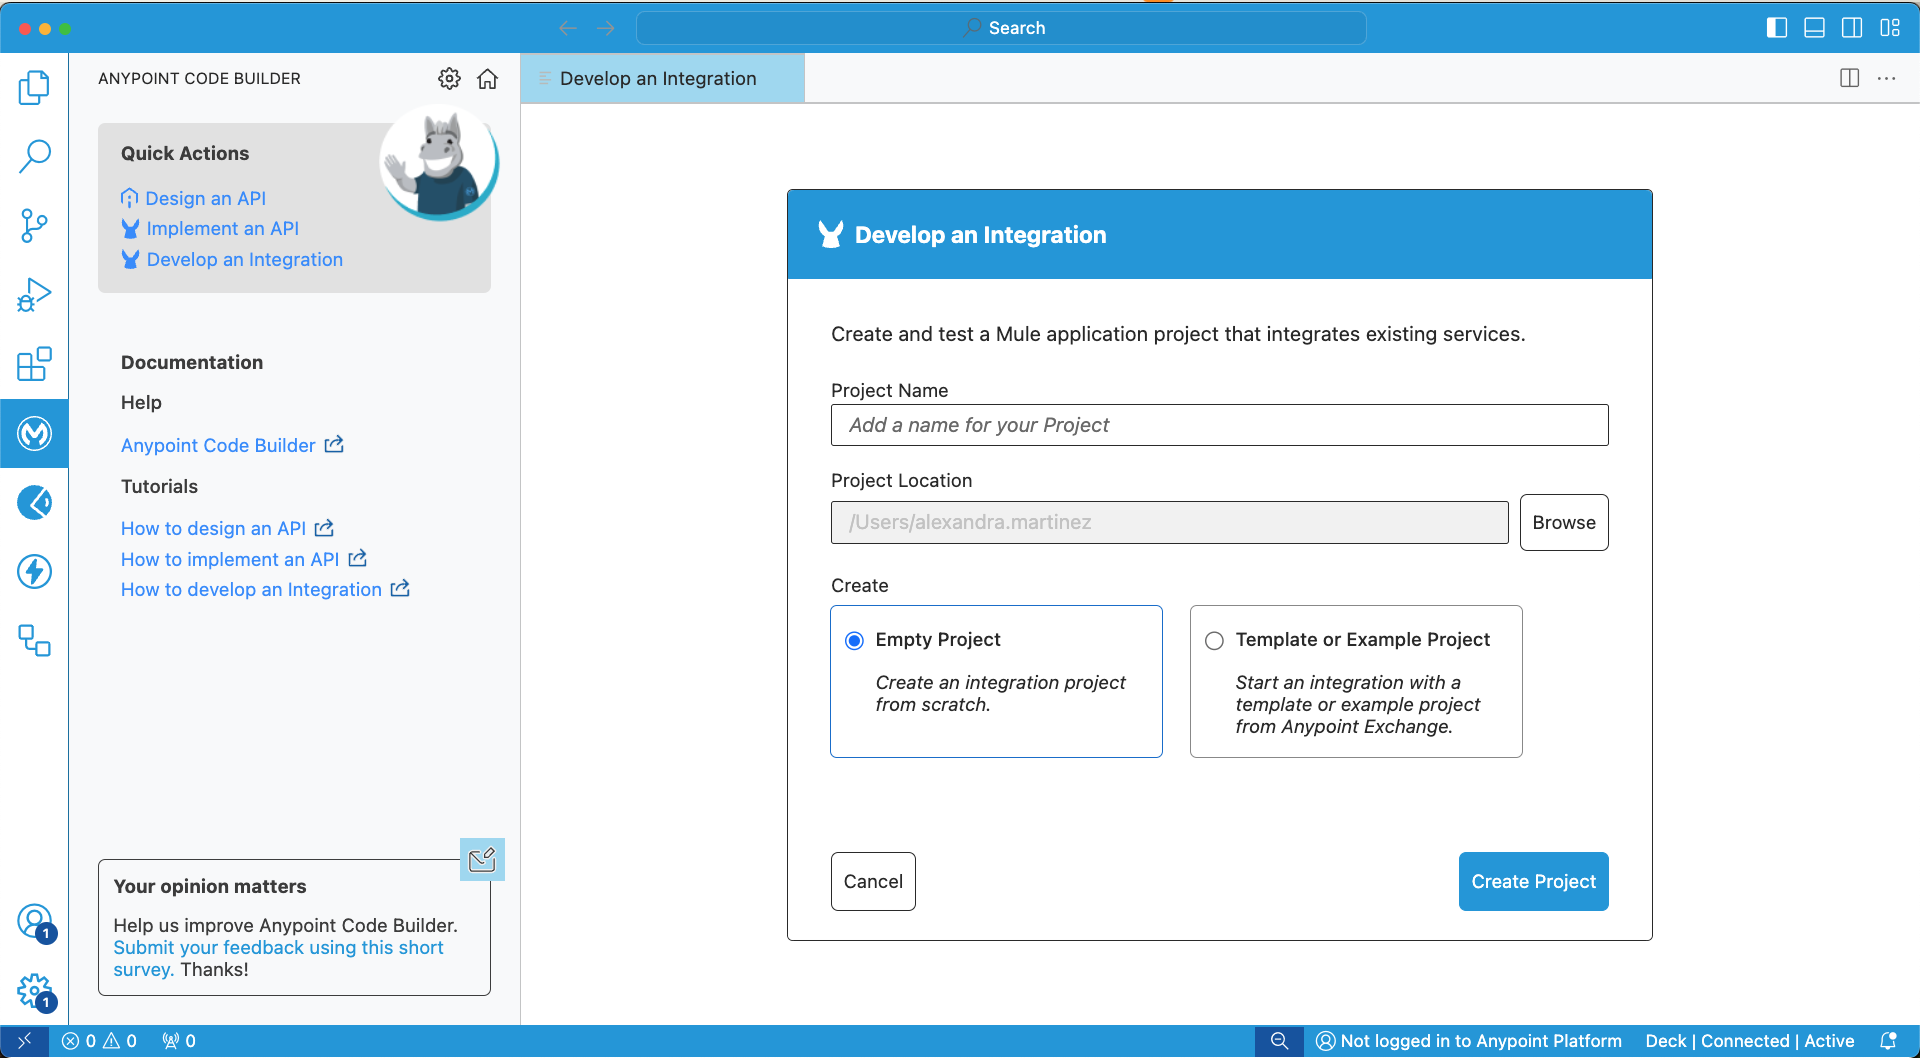 Search
ANYPOINT CODE BUILDER
Develop an Integration
Quick Actions
Design an API
Implement an API
Develop an Integration
Documentation
Help
Anypoint Code Builder
Tutorials
How to design an API
How to implement an API
How to develop an Integration
Your opinion matters
Help us improve Anypoint Code Builder.
Submit your feedback using this short
survey. Thanks!
Develop an Integration
Create and test a Mule application project that integrates existing services.
Project Name
Add a name for your Project
Project Location
/Users/alexandra.martinez
Browse
Create
Empty Project
Create an integration project
from scratch.
Template or Example Project
Start an integration with a
template or example project
from Anypoint Exchange.
Cancel
Create Project
1
1
0 0 0
Not logged in to Anypoint Platform
Deck | Connected | Active